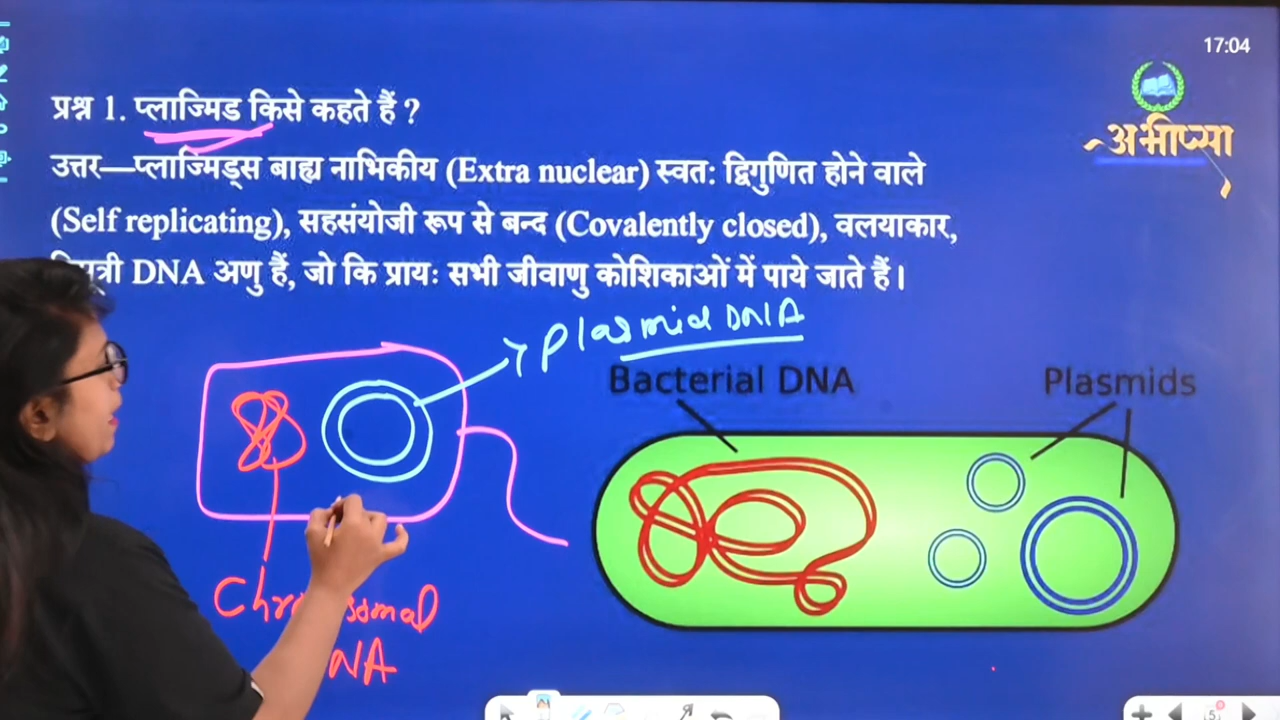 17:04
अभीप्सा
प्रश्न 1. प्लाज्मिड किसे कहते हैं ?
उत्तर—प्लाज्मिड्स बाह्य नाभिकीय (Extra nuclear) स्वत: द्विगुणित होने वाले
(Self replicating), सहसंयोजी रूप से बन्द (Covalently closed), वलयाकार,
DNA अणु हैं, जो कि प्रायः सभी जीवाणु कोशिकाओं में पाये जाते हैं।
Plasmid DNA
Bacterial DNA
Plasmids
5